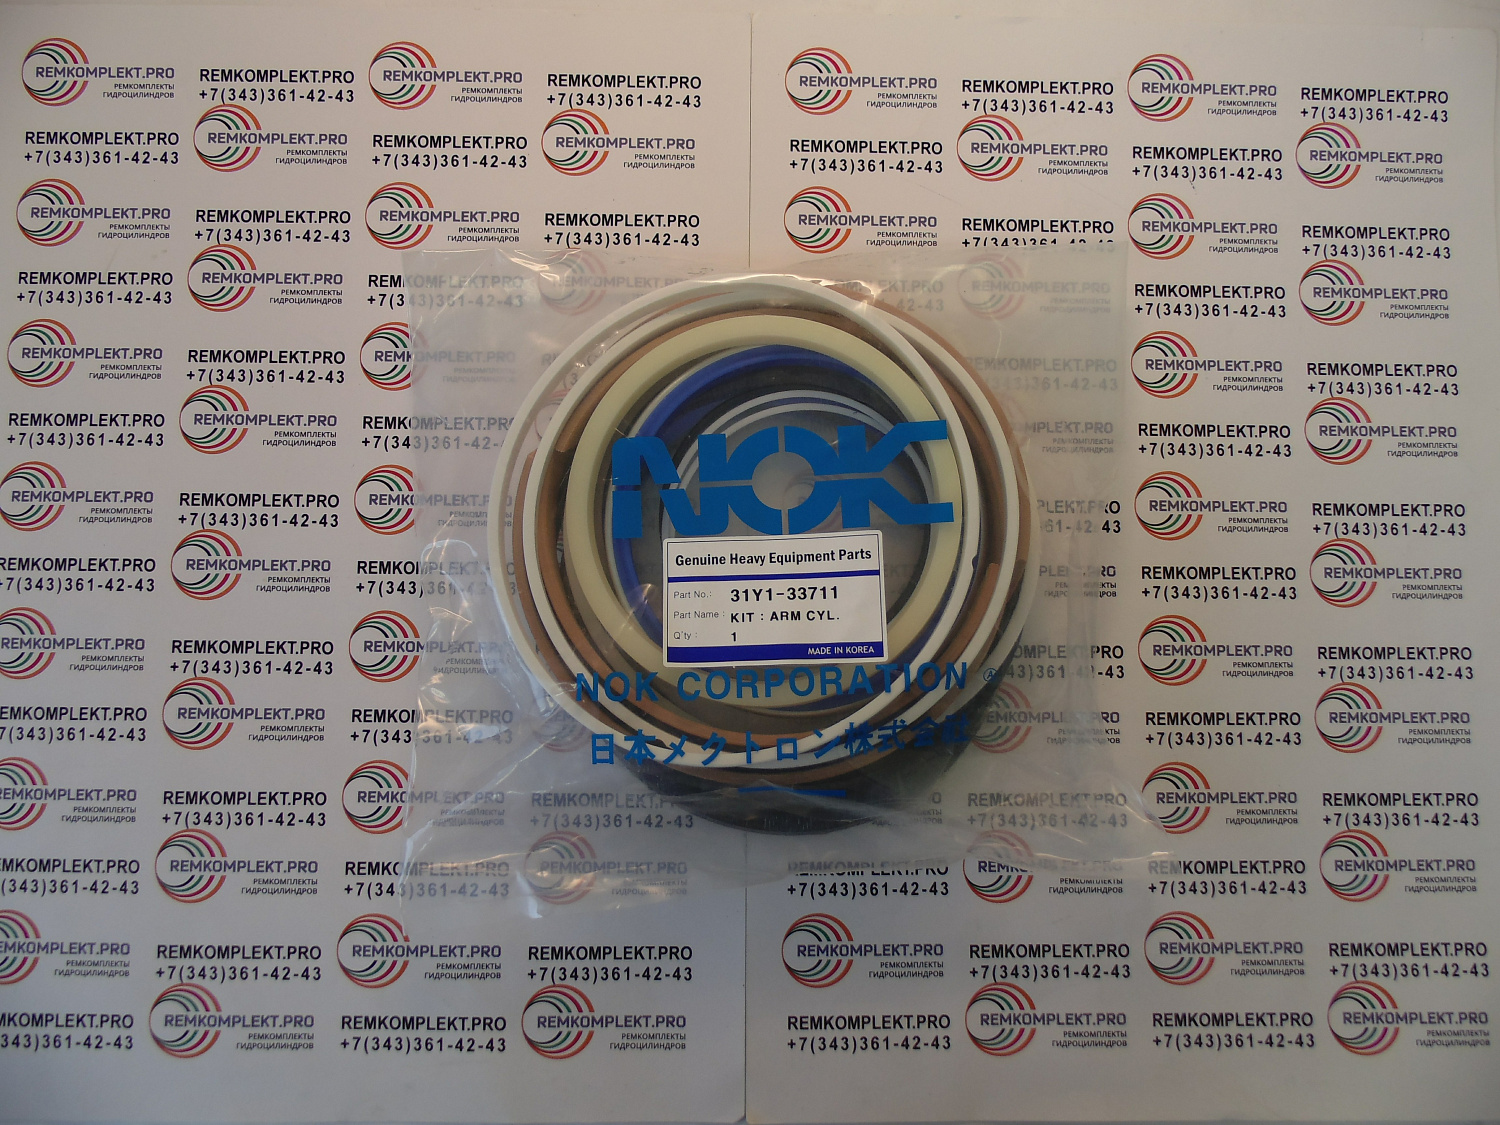 REMKOMPLEKT.PRO
РЕМКОМПЛЕКТЫ
ГИДРОЦИЛИНДРОВ
REMKOMPLEKT.PRO
+7(343)361-42-43
NOK
Genuine Heavy Equipment Parts
Part No.: 31Y1-33711
Part Name : KIT : ARM CYL.
Q'ty : 1
MADE IN KOREA
NOK CORPORATION
日本メクトロン株式会社